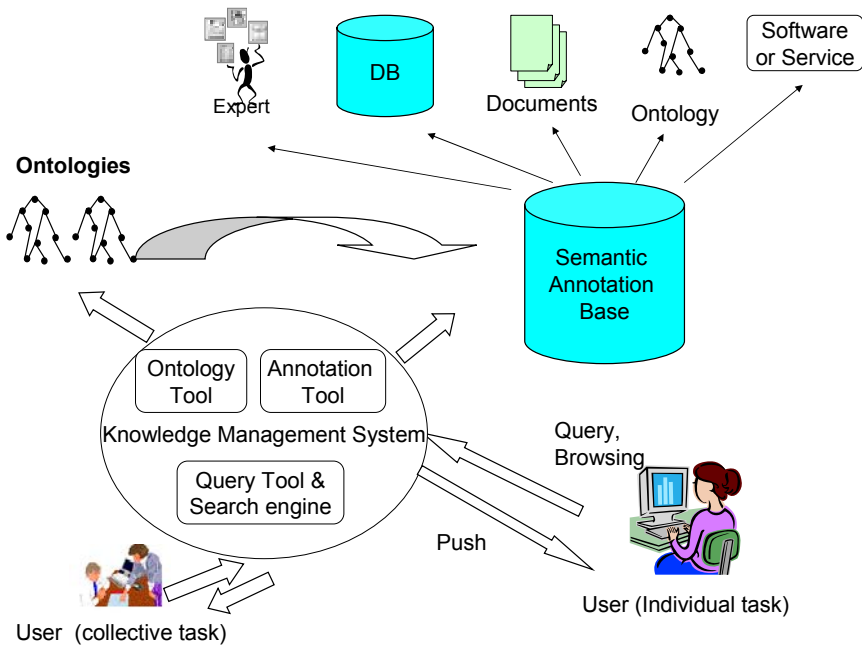 Software
or Service
DB
Expert
Documents
Ontology
Ontologies
Semantic
Annotation
Base
Ontology
Tool
Annotation
Tool
Knowledge Management System
Query Tool &
Search engine
Query,
Browsing
Push
User (Individual task)
User (collective task)